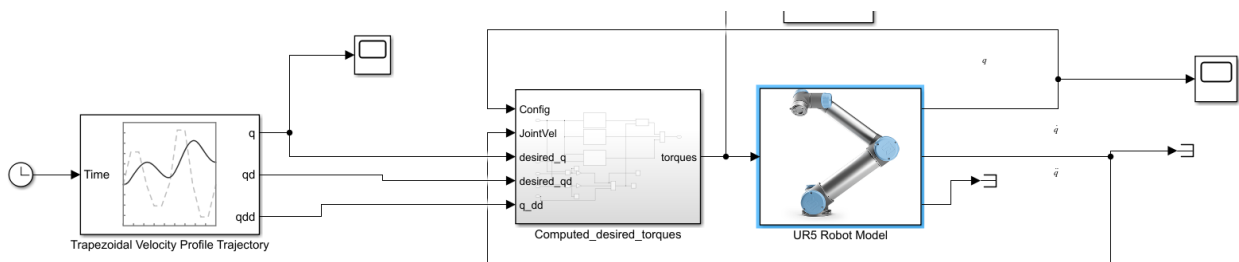 Time
q
qd
qdd
Trapezoidal Velocity Profile Trajectory
Config
JointVel
desired_q
desired_qd
q_dd
torques
Computed_desired_torques
UR5 Robot Model
q
q̇
q̈